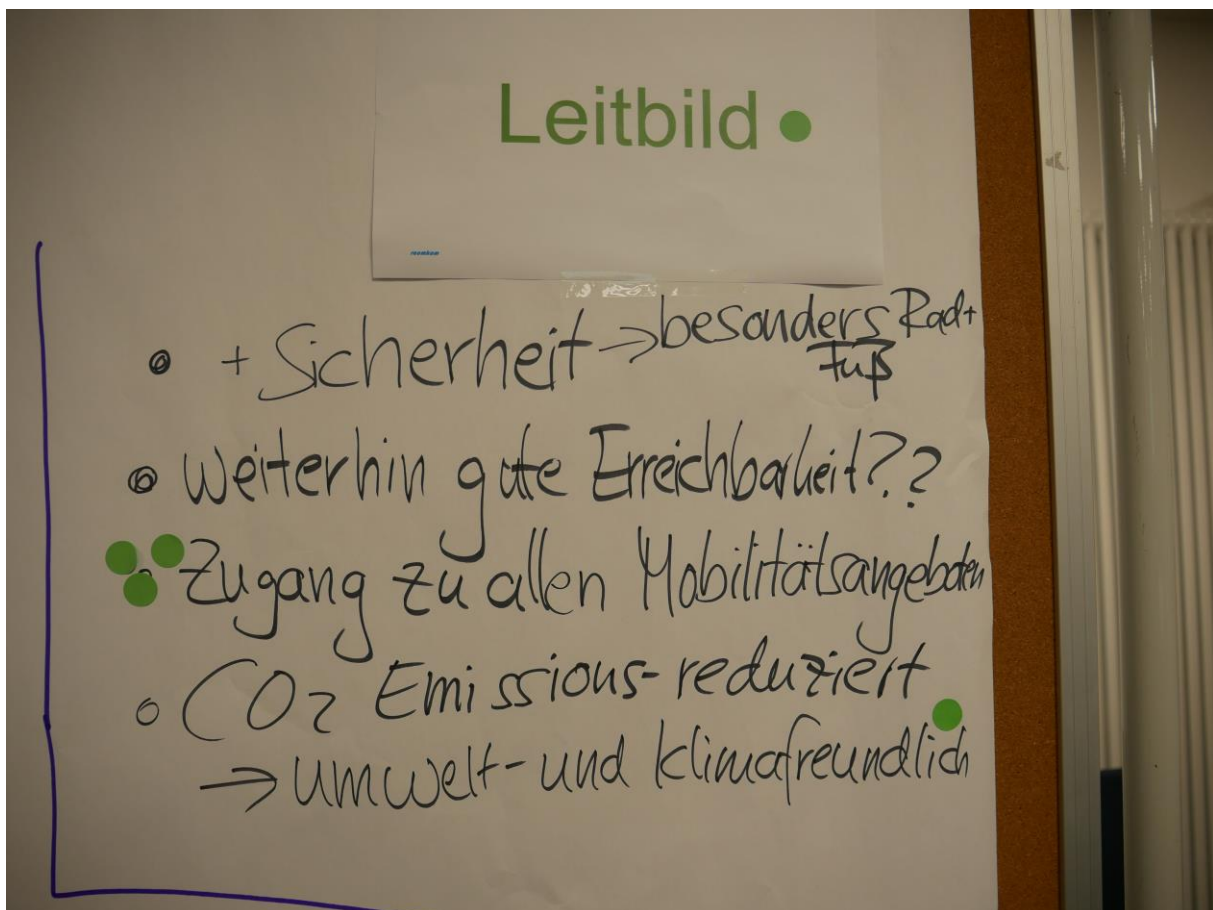 Leitbild
+ Sicherheit → besonders Rad+
Fuß
Weiterhin gute Erreichbarkeit??
Zugang zu allen Mobilitätsangeboten
CO2 Emissions-reduziert
→ umwelt- und klimafreundlich